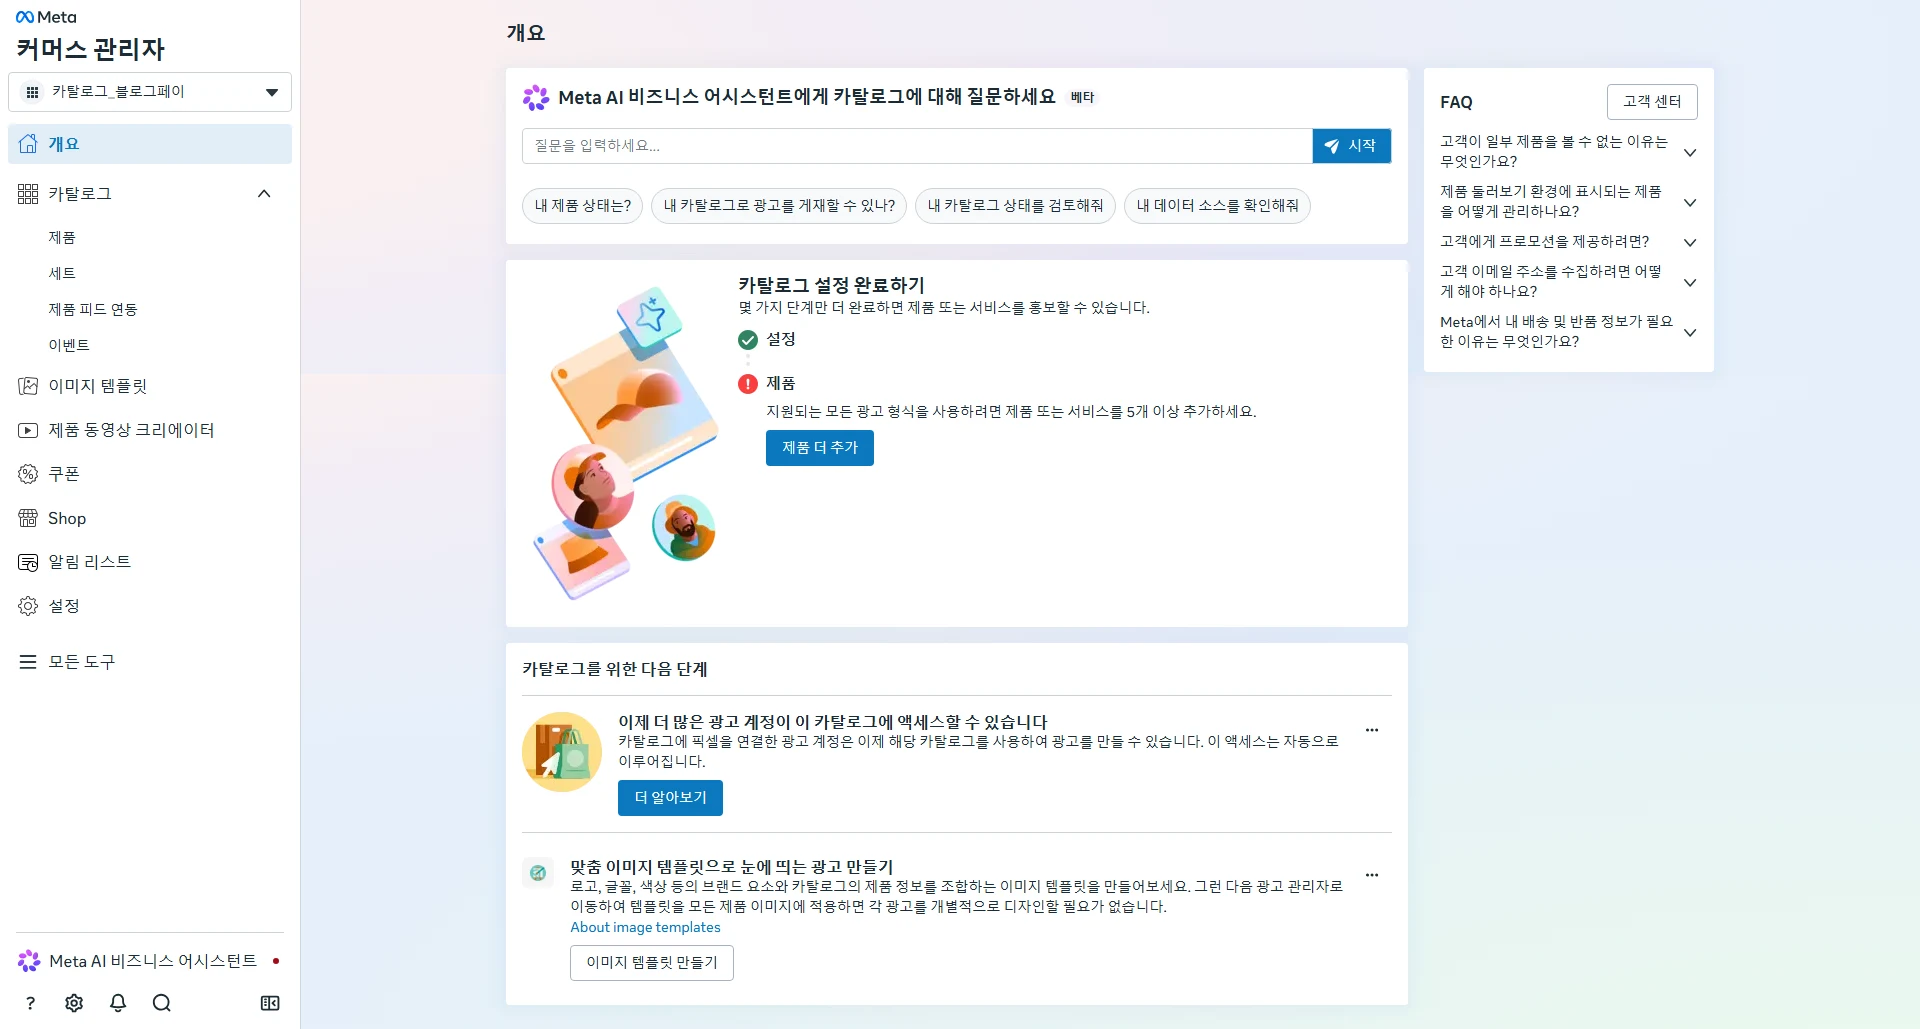 Meta
커머스 관리자
카탈로그_블로그페이
개요
카탈로그
제품
세트
제품 피드 연동
이벤트
이미지 템플릿
제품 동영상 크리에이터
쿠폰
Shop
알림 리스트
설정
모든 도구
Meta AI 비즈니스 어시스턴트
?
개요
Meta AI 비즈니스 어시스턴트에게 카탈로그에 대해 질문하세요 베타
질문을 입력하세요...
시작
내 제품 상태는?
내 카탈로그로 광고를 게재할 수 있나?
내 카탈로그 상태를 검토해줘
내 데이터 소스를 확인해줘
카탈로그 설정 완료하기
몇 가지 단계만 더 완료하면 제품 또는 서비스를 홍보할 수 있습니다.
설정
제품
지원되는 모든 광고 형식을 사용하려면 제품 또는 서비스를 5개 이상 추가하세요.
제품 더 추가
카탈로그를 위한 다음 단계
이제 더 많은 광고 계정이 이 카탈로그에 액세스할 수 있습니다
카탈로그에 픽셀을 연결한 광고 계정은 이제 해당 카탈로그를 사용하여 광고를 만들 수 있습니다. 이 액세스는 자동으로
이루어집니다.
더 알아보기
맞춤 이미지 템플릿으로 눈에 띄는 광고 만들기
로고, 글꼴, 색상 등의 브랜드 요소와 카탈로그의 제품 정보를 조합하는 이미지 템플릿을 만들어보세요. 그런 다음 광고 관리자로
이동하여 템플릿을 모든 제품 이미지에 적용하면 각 광고를 개별적으로 디자인할 필요가 없습니다.
About image templates
이미지 템플릿 만들기
FAQ
고객 센터
고객이 일부 제품을 볼 수 없는 이유는
무엇인가요?
제품 둘러보기 환경에 표시되는 제품
을 어떻게 관리하나요?
고객에게 프로모션을 제공하려면?
고객 이메일 주소를 수집하려면 어떻
게 해야 하나요?
Meta에서 내 배송 및 반품 정보가 필요
한 이유는 무엇인가요?